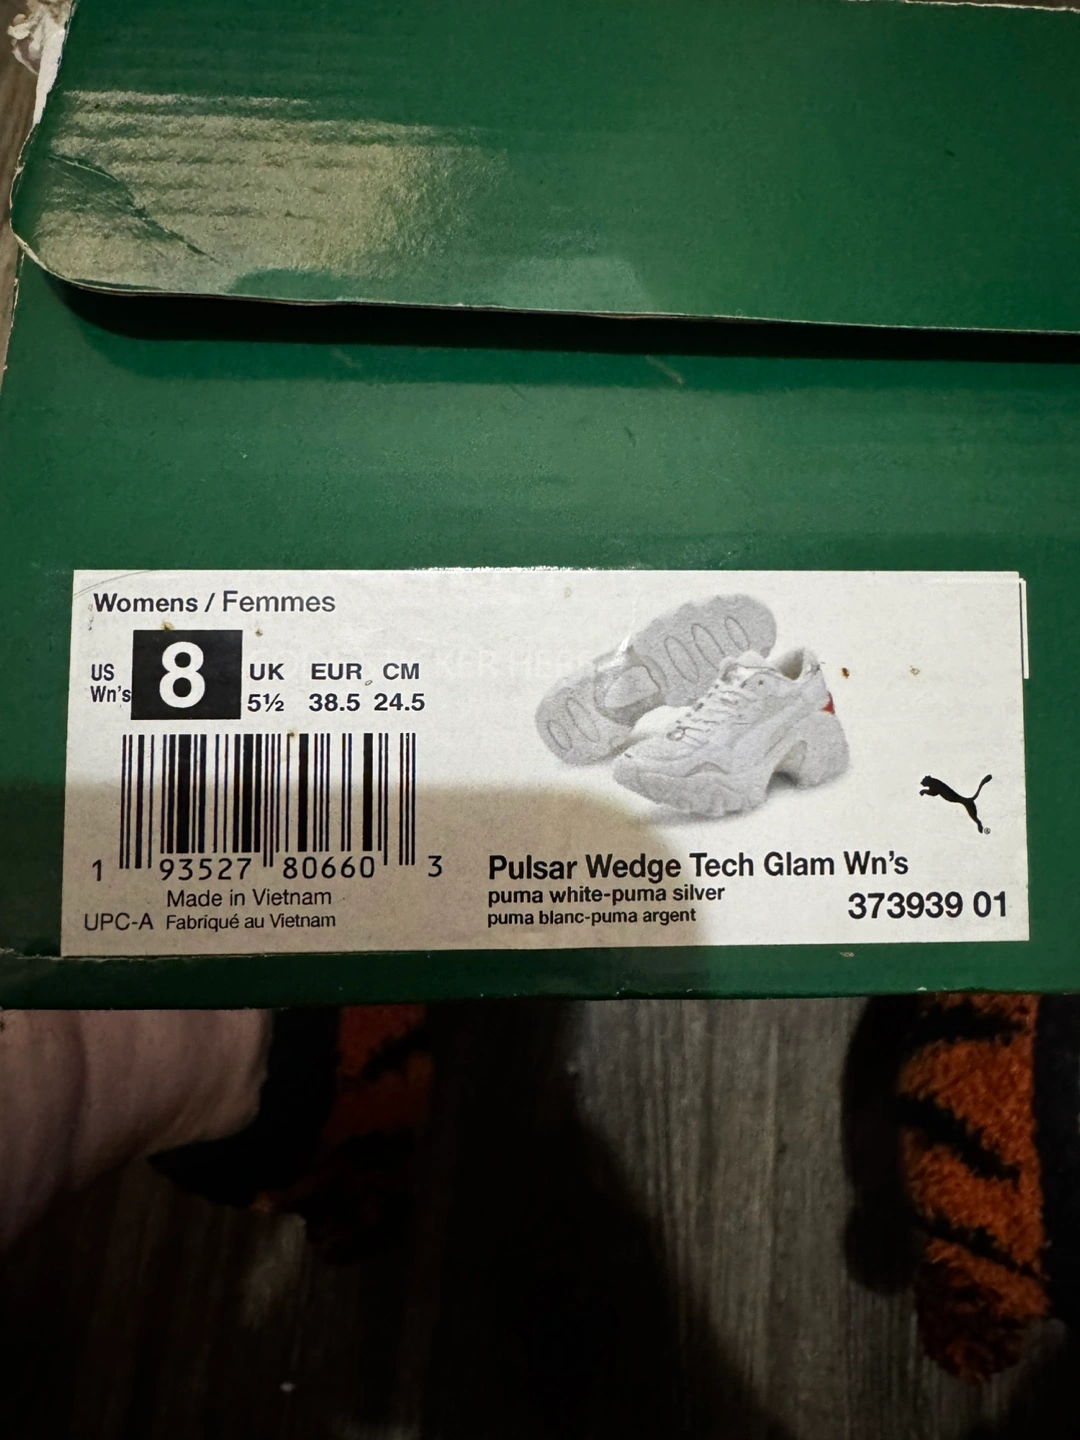 Womens / Femmes
US
Wn's
8
UK EUR CM
5½ 38.5 24.5
1 93527 80660 3
Made in Vietnam
UPC-A Fabriqué au Vietnam
Pulsar Wedge Tech Glam Wn's
puma white-puma silver
puma blanc-puma argent
373939 01